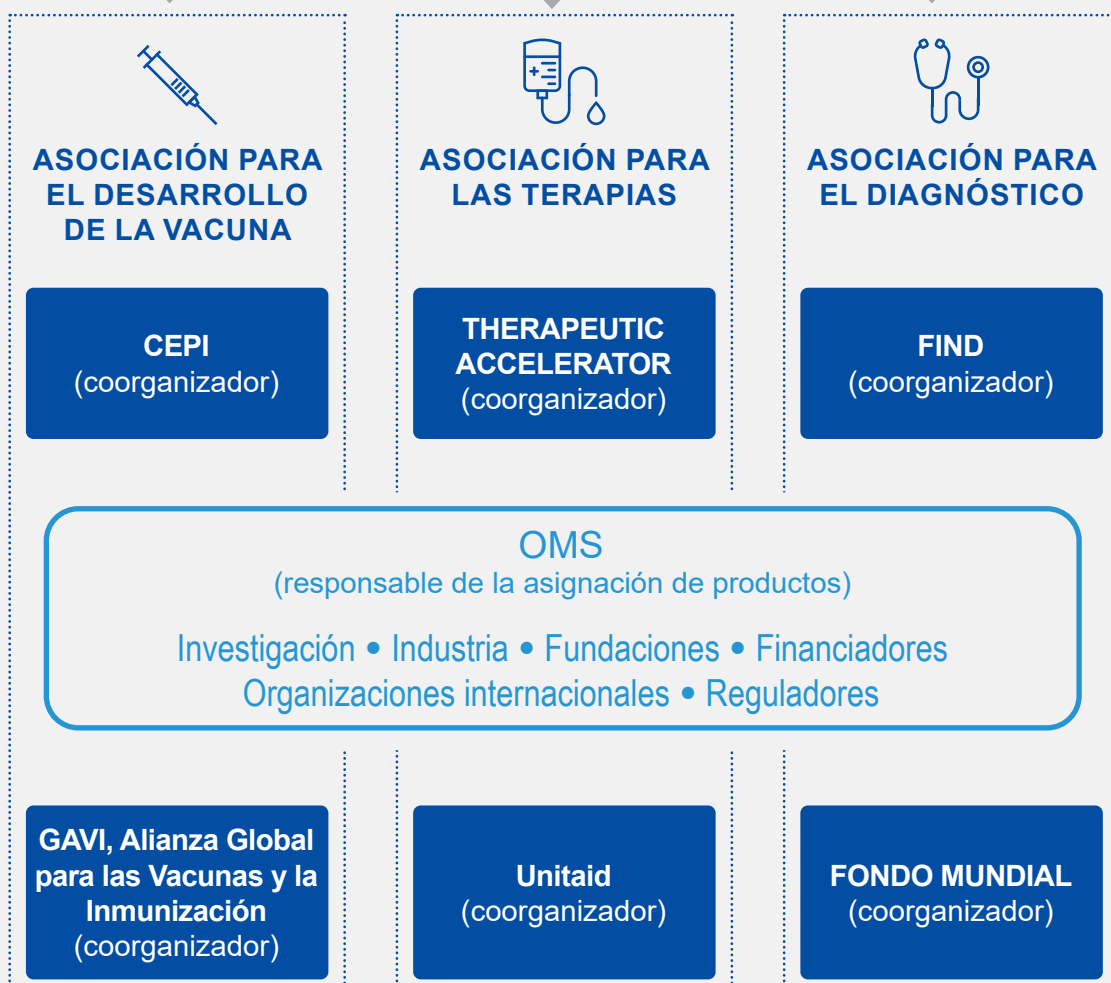 ASOCIACIÓN PARA
EL DESARROLLO
DE LA VACUNA
ASOCIACIÓN PARA
LAS TERAPIAS
ASOCIACIÓN PARA
EL DIAGNÓSTICO
CEPI
(coorganizador)
THERAPEUTIC
ACCELERATOR
(coorganizador)
FIND
(coorganizador)
OMS
(responsable de la asignación de productos)
Investigación • Industria • Fundaciones • Financiadores
Organizaciones internacionales • Reguladores
GAVI, Alianza Global
para las Vacunas y la
Inmunización
(coorganizador)
Unitaid
(coorganizador)
FONDO MUNDIAL
(coorganizador)